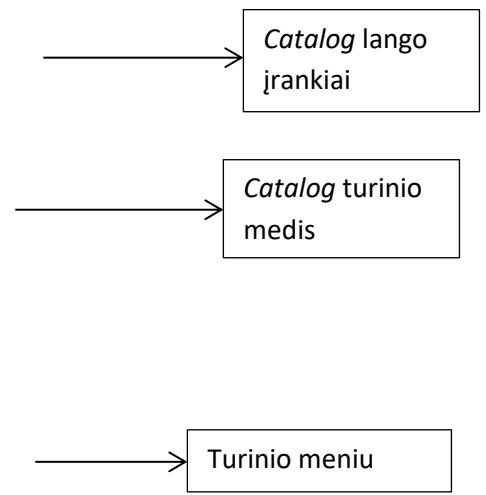 Catalog lango
įrankiai
Catalog turinio
medis
Turinio meniu